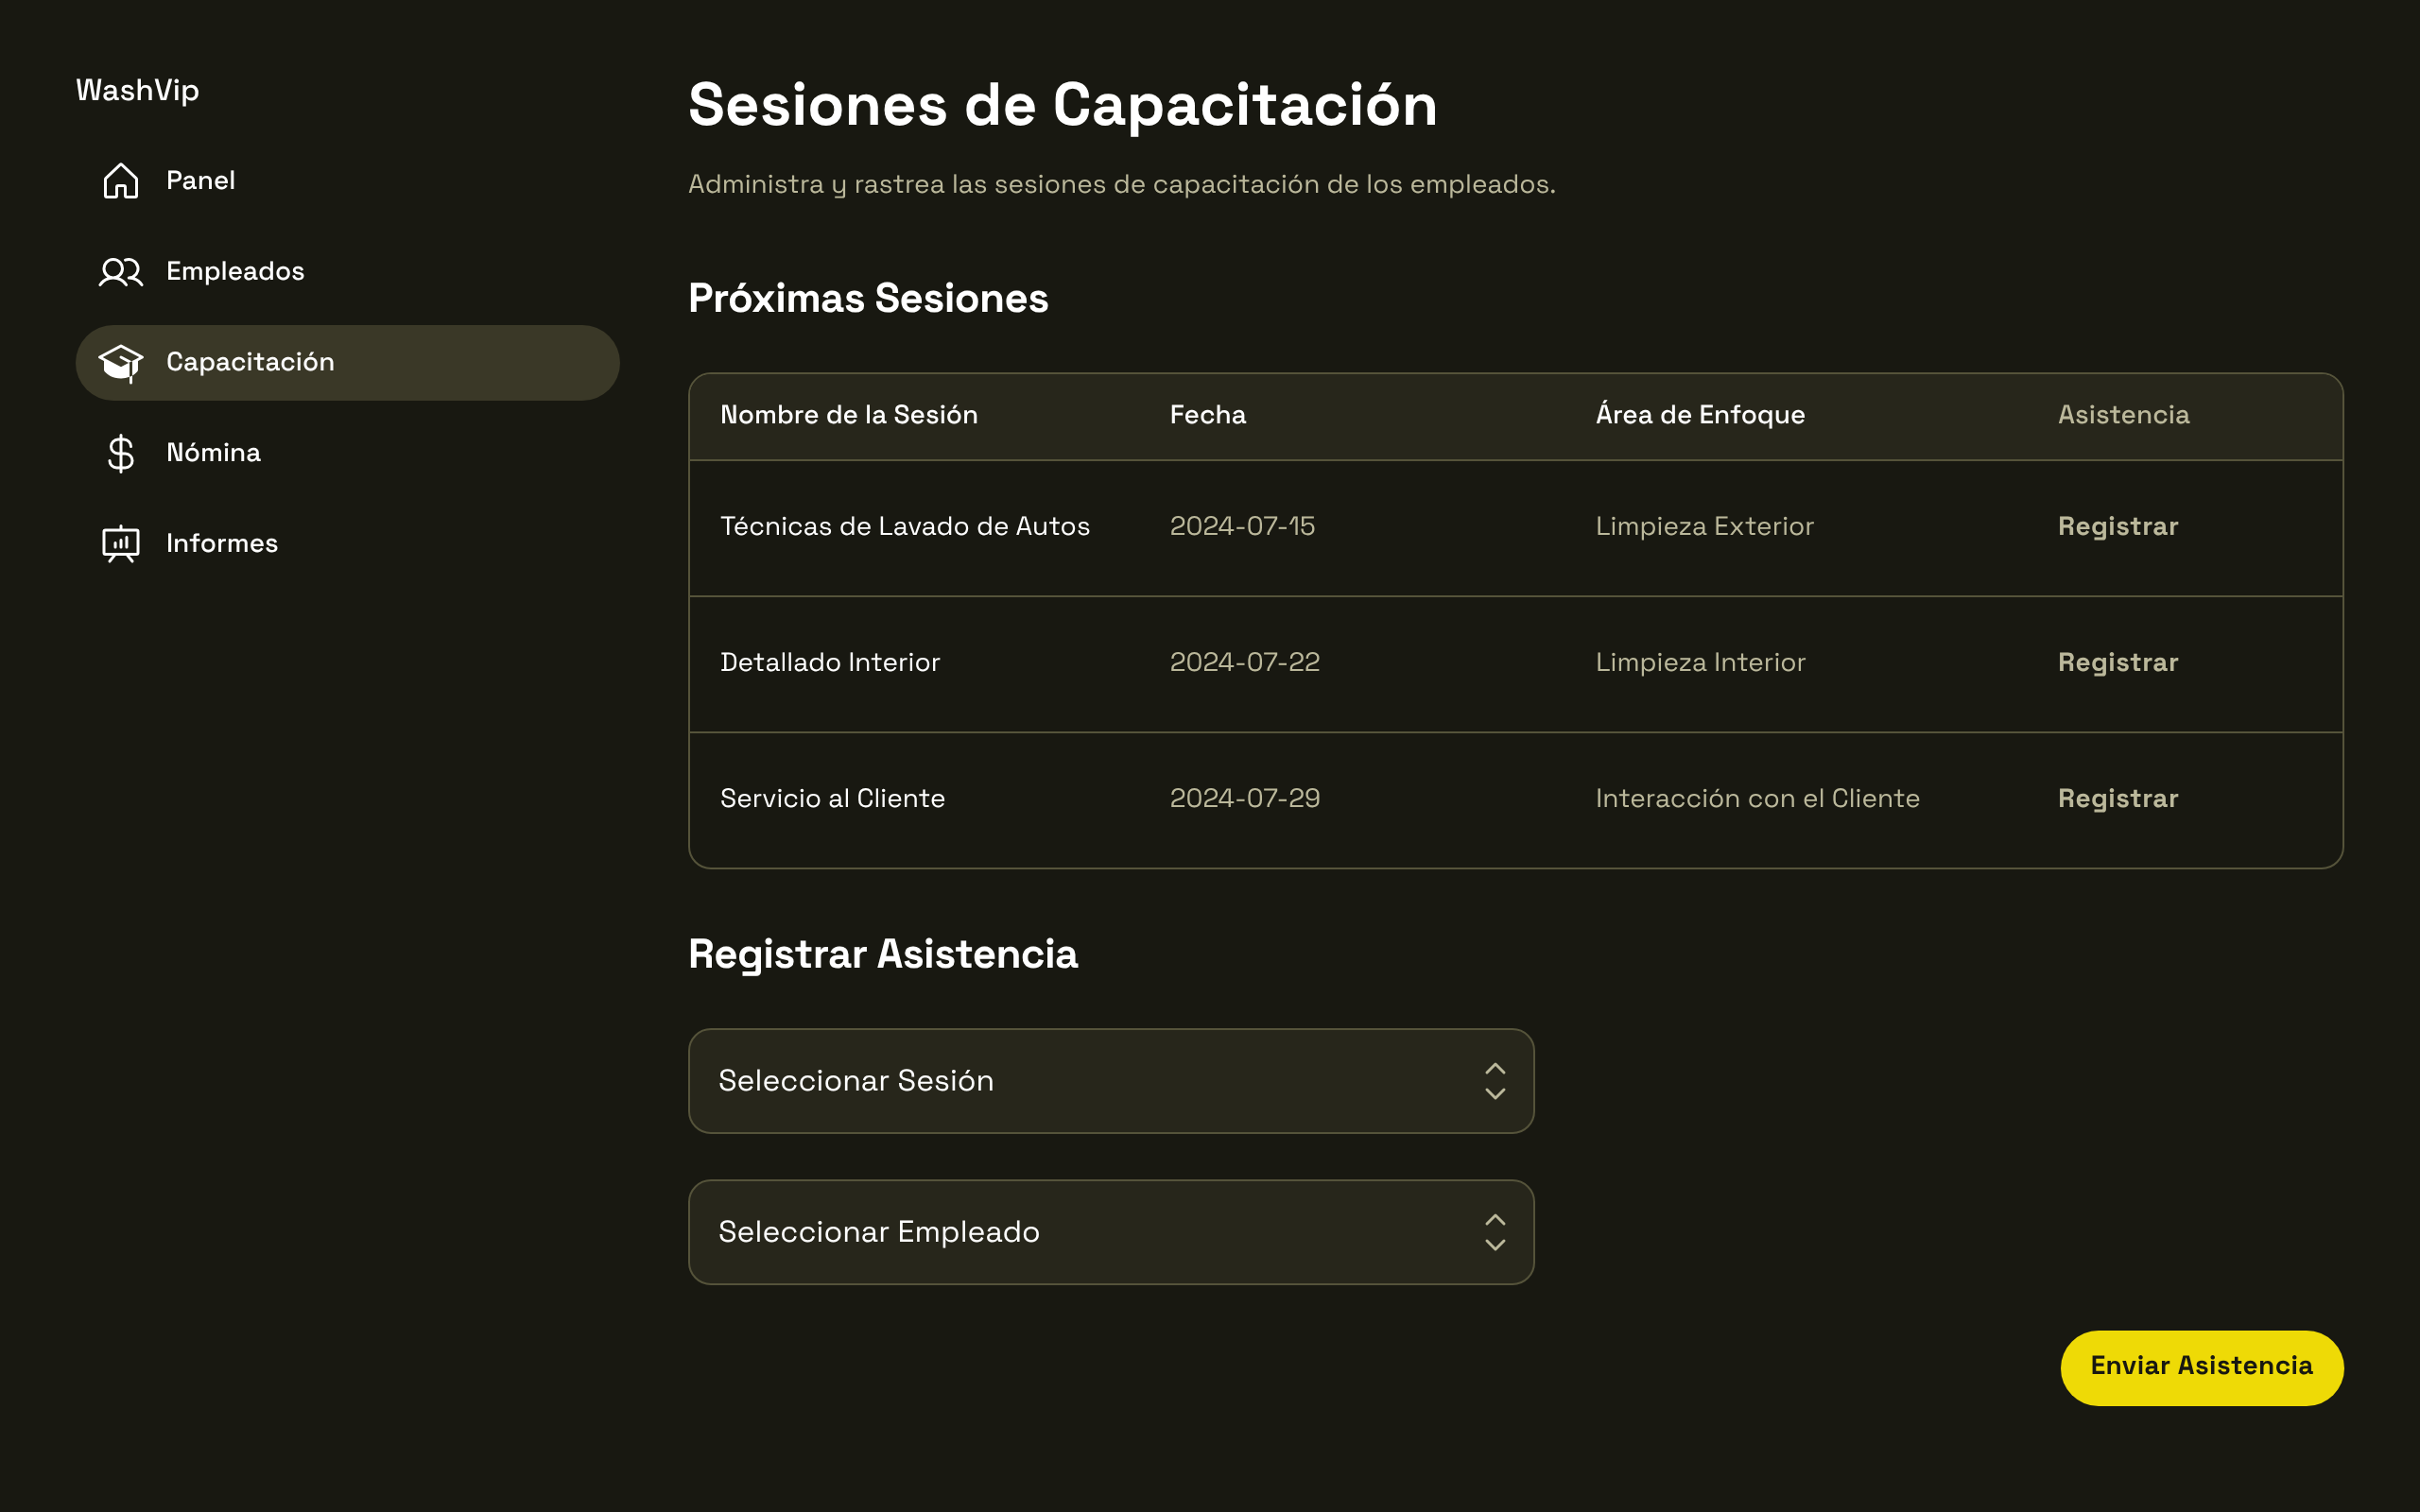 WashVip
Panel
Empleados
Capacitación
Nómina
Informes
Sesiones de Capacitación
Administra y rastrea las sesiones de capacitación de los empleados.
Próximas Sesiones
Nombre de la Sesión Fecha Área de Enfoque Asistencia
Técnicas de Lavado de Autos 2024-07-15 Limpieza Exterior Registrar
Detallado Interior 2024-07-22 Limpieza Interior Registrar
Servicio al Cliente 2024-07-29 Interacción con el Cliente Registrar
Registrar Asistencia
Seleccionar Sesión
Seleccionar Empleado
Enviar Asistencia